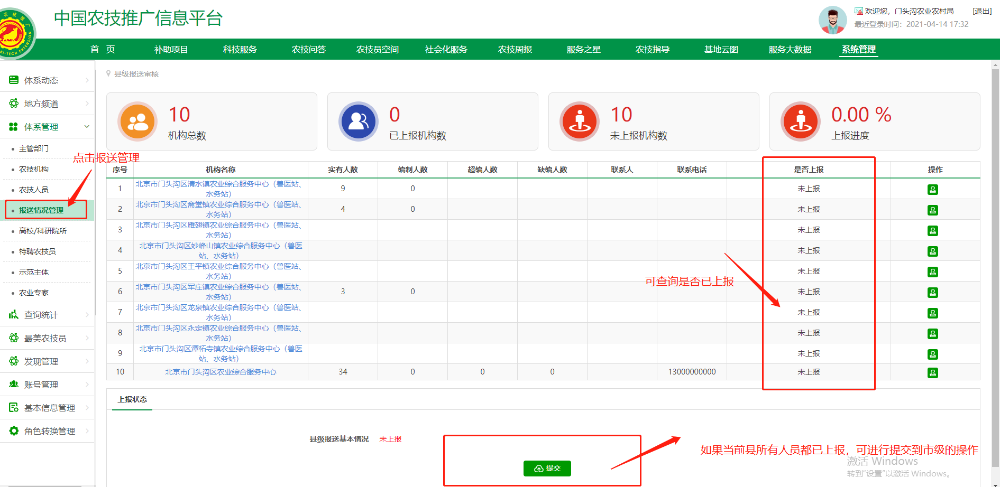 中国农技推广信息平台
农技推广
RI-TECH EXTENSION
欢迎您，门头沟农业农村局 [退出]
最近登录时间：2021-04-14 17:32
首 页 补助项目 科技服务 农技问答 农技员空间 社会化服务 农技周报 服务之星 农技指导 基地云图 服务大数据 系统管理
体系动态
地方频道
体系管理
主管部门
农技机构
农技人员
报送情况管理
高校/科研院所
特聘农技员
示范主体
农业专家
查询统计
最美农技员
发现管理
账号管理
基本信息管理
角色转换管理
点击报送管理
县级报送审核
10
机构总数
0
已上报机构数
10
未上报机构数
0.00 %
上报进度
序号 机构名称 实有人数 编制人数 超编人数 缺编人数 联系人 联系电话 是否上报 操作
1 北京市门头沟区清水镇农业综合服务中心（兽医站、 9 0 未上报
水务站）
2 北京市门头沟区斋堂镇农业综合服务中心（兽医站、 4 0 未上报
水务站）
3 北京市门头沟区雁翅镇农业综合服务中心（兽医站、 未上报
水务站）
4 北京市门头沟区妙峰山镇农业综合服务中心（兽医 未上报
站、水务站）
5 北京市门头沟区王平镇农业综合服务中心（兽医站、 未上报
水务站）
6 北京市门头沟区军庄镇农业综合服务中心（兽医站、 3 0 未上报
水务站）
7 北京市门头沟区龙泉镇农业综合服务中心（兽医站、 未上报
水务站）
8 北京市门头沟区永定镇农业综合服务中心（兽医站、 未上报
水务站）
9 北京市门头沟区潭柘寺镇农业综合服务中心（兽医 未上报
站、水务站）
10 北京市门头沟区农业综合服务中心 34 0 0 0 13000000000 未上报
可查询是否已上报
上报状态
县级报送基本情况 未上报
提交
如果当前县所有人员都已上报，可进行提交到市级的操作
激活 Windows
转到“设置”以激活 Windows。